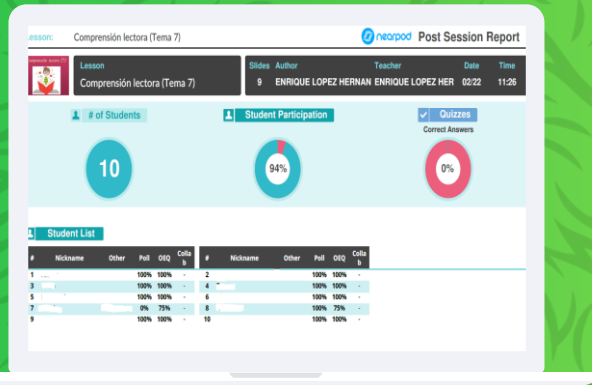 Lesson: Comprensión lectora (Tema 7)
nearpod Post Session Report
Lesson Slides Author Teacher Date Time
Comprensión lectora (Tema 7) 9 ENRIQUE LOPEZ HERNAN ENRIQUE LOPEZ HER 02/22 11:26
# of Students Student Participation Quizzes
Correct Answers
10 94% 0%
Student List
# Nickname Other Poll OEQ Collab # Nickname Other Poll OEQ Collab
1 100% 100% - 2 100% 100% -
3 100% 100% - 4 100% 100% -
5 100% 100% - 6 100% 100% -
7 0% 75% - 8 100% 75% -
9 100% 100% - 10 100% 100% -